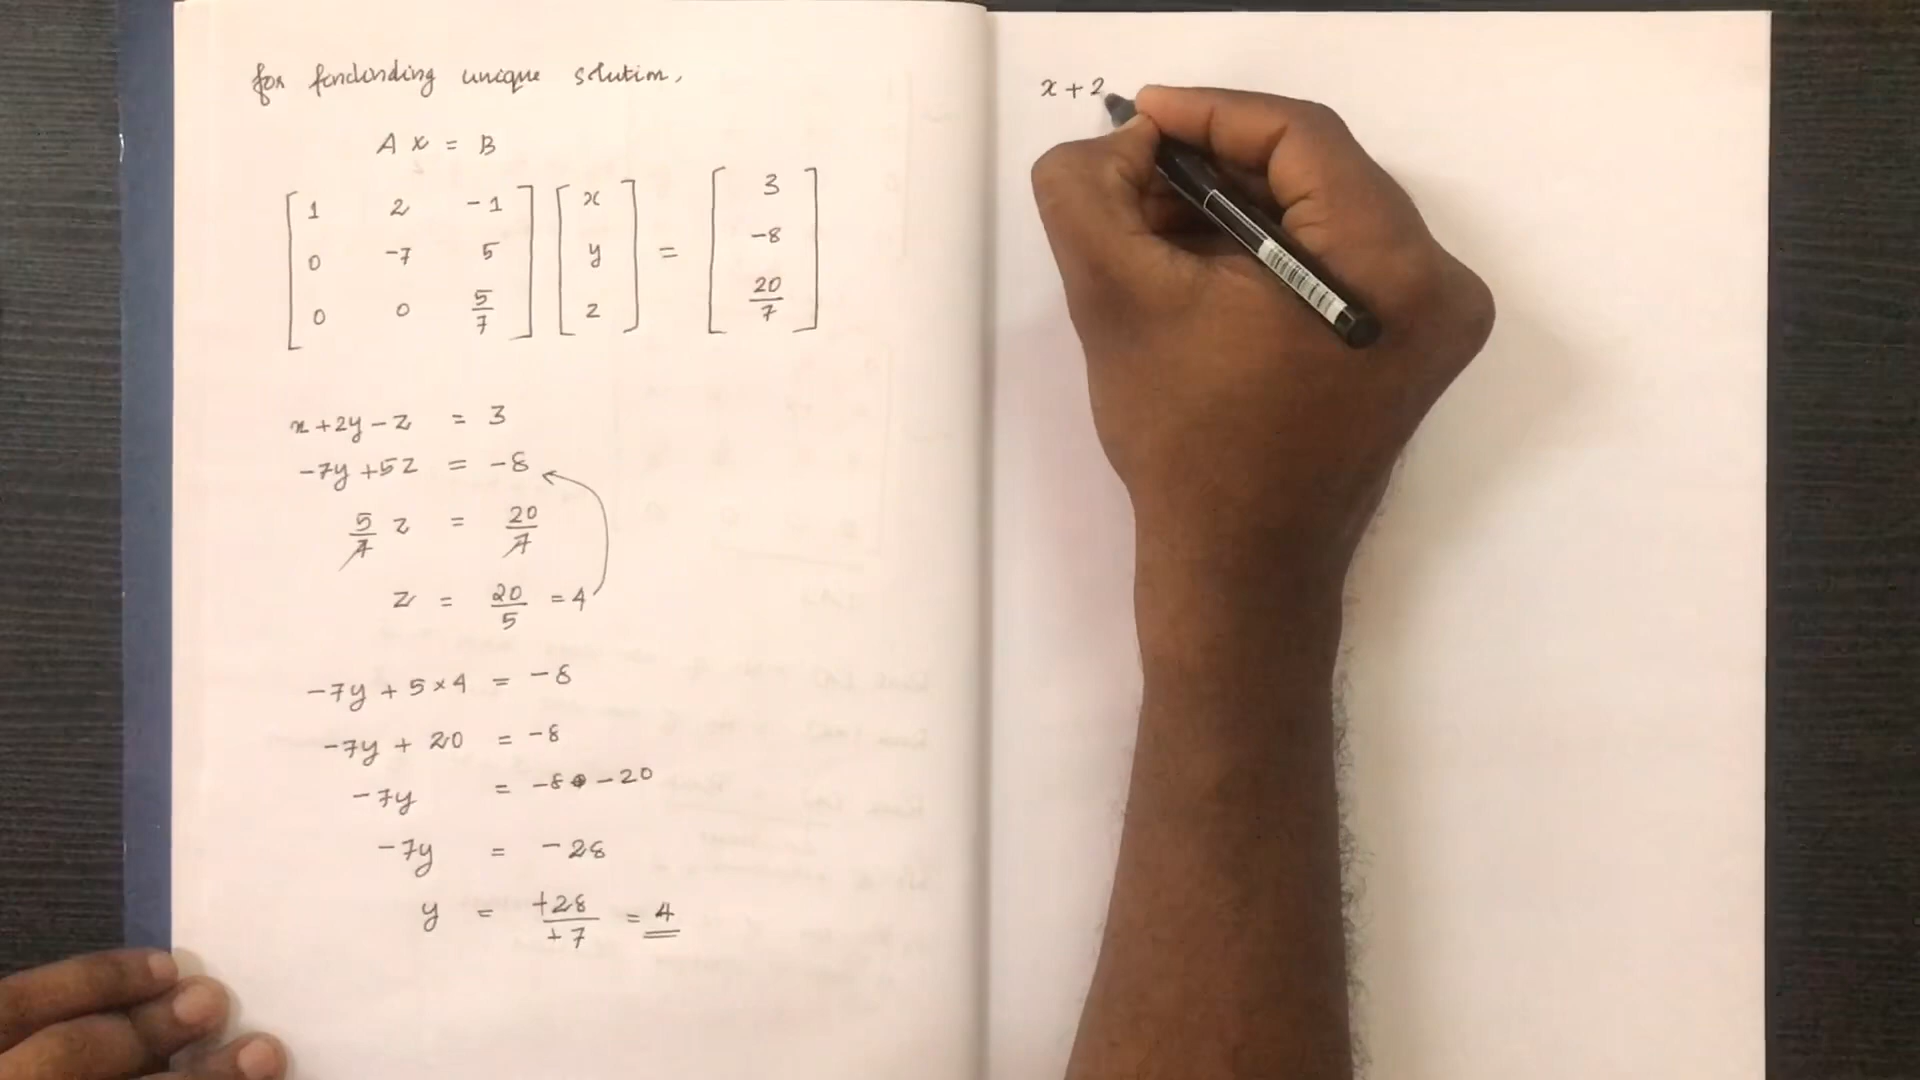 for fondonding unique solution,
A x = B
[ 1 2 -1 ] [ x ] = [ 3 ]
[ 0 -7 5 ] [ y ] [ -8 ]
[ 0 0 5/7 ] [ z ] [ 20/7 ]
x + 2y - z = 3
-7y + 5z = -8
5/7 z = 20/7
z = 20/5 = 4
-7y + 5 × 4 = -8
-7y + 20 = -8
-7y = -8 - 20
-7y = -28
y = +28/+7 = 4
x + 2